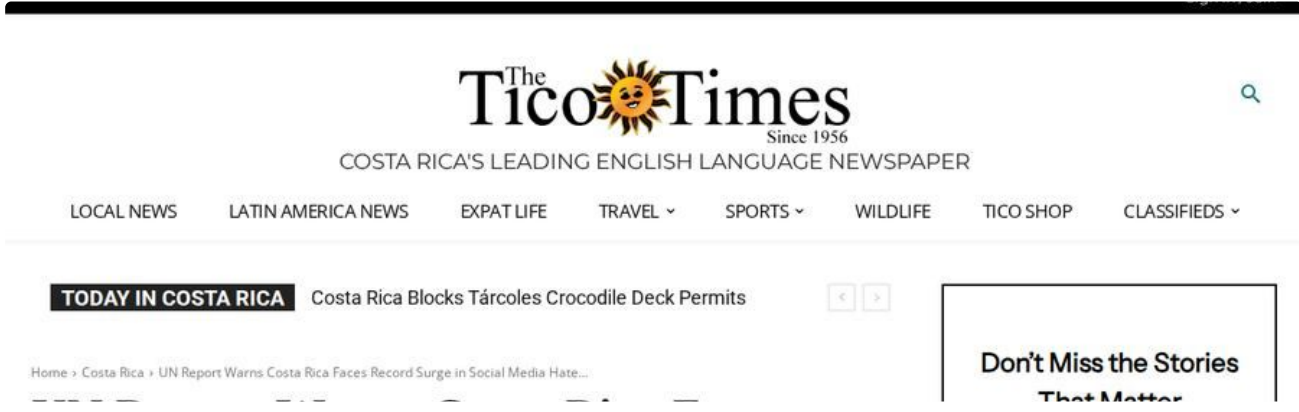 The
Tico Times
Since 1956
COSTA RICA'S LEADING ENGLISH LANGUAGE NEWSPAPER
LOCAL NEWS LATIN AMERICA NEWS EXPAT LIFE TRAVEL SPORTS WILDLIFE TICO SHOP CLASSIFIEDS
TODAY IN COSTA RICA Costa Rica Blocks Tárcoles Crocodile Deck Permits
Home › Costa Rica › UN Report Warns Costa Rica Faces Record Surge in Social Media Hate...
Don't Miss the Stories
That Matter